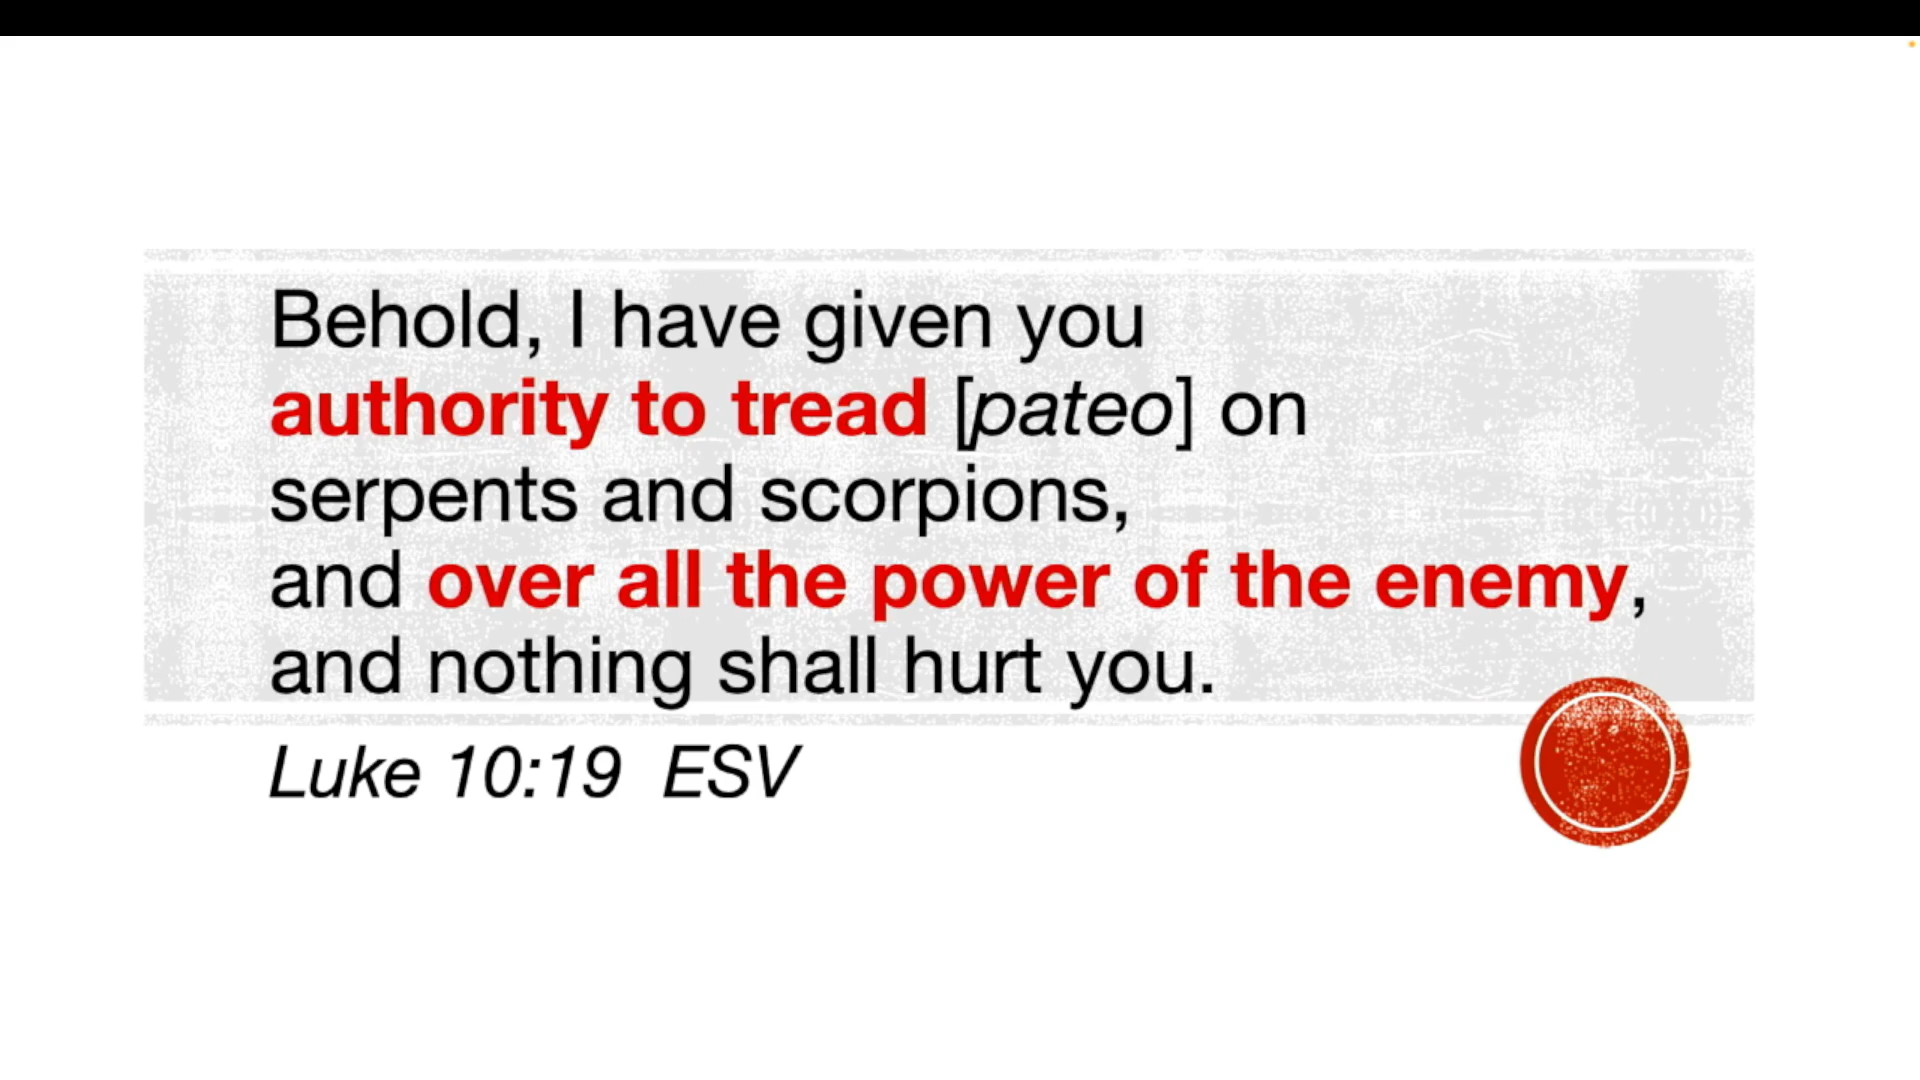 Behold, I have given you
authority to tread [pateo] on
serpents and scorpions,
and over all the power of the enemy,
and nothing shall hurt you.
Luke 10:19 ESV